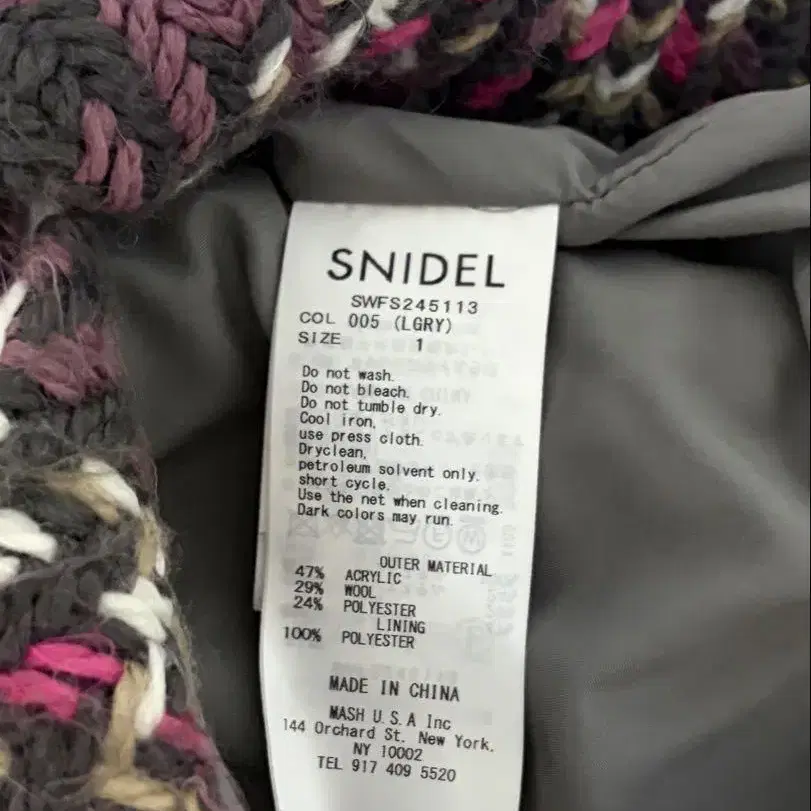 SNIDEL
SWFS245113
COL 005 (LGRY)
SIZE 1
Do not wash.
Do not bleach.
Do not tumble dry.
Cool iron,
use press cloth.
Dryclean,
petroleum solvent only.
short cycle.
Use the net when cleaning.
Dark colors may run.
OUTER MATERIAL
47% ACRYLIC
29% WOOL
24% POLYESTER
LINING
100% POLYESTER
MADE IN CHINA
MASH U.S.A Inc
144 Orchard St. New York.
NY 10002
TEL 917 409 5520